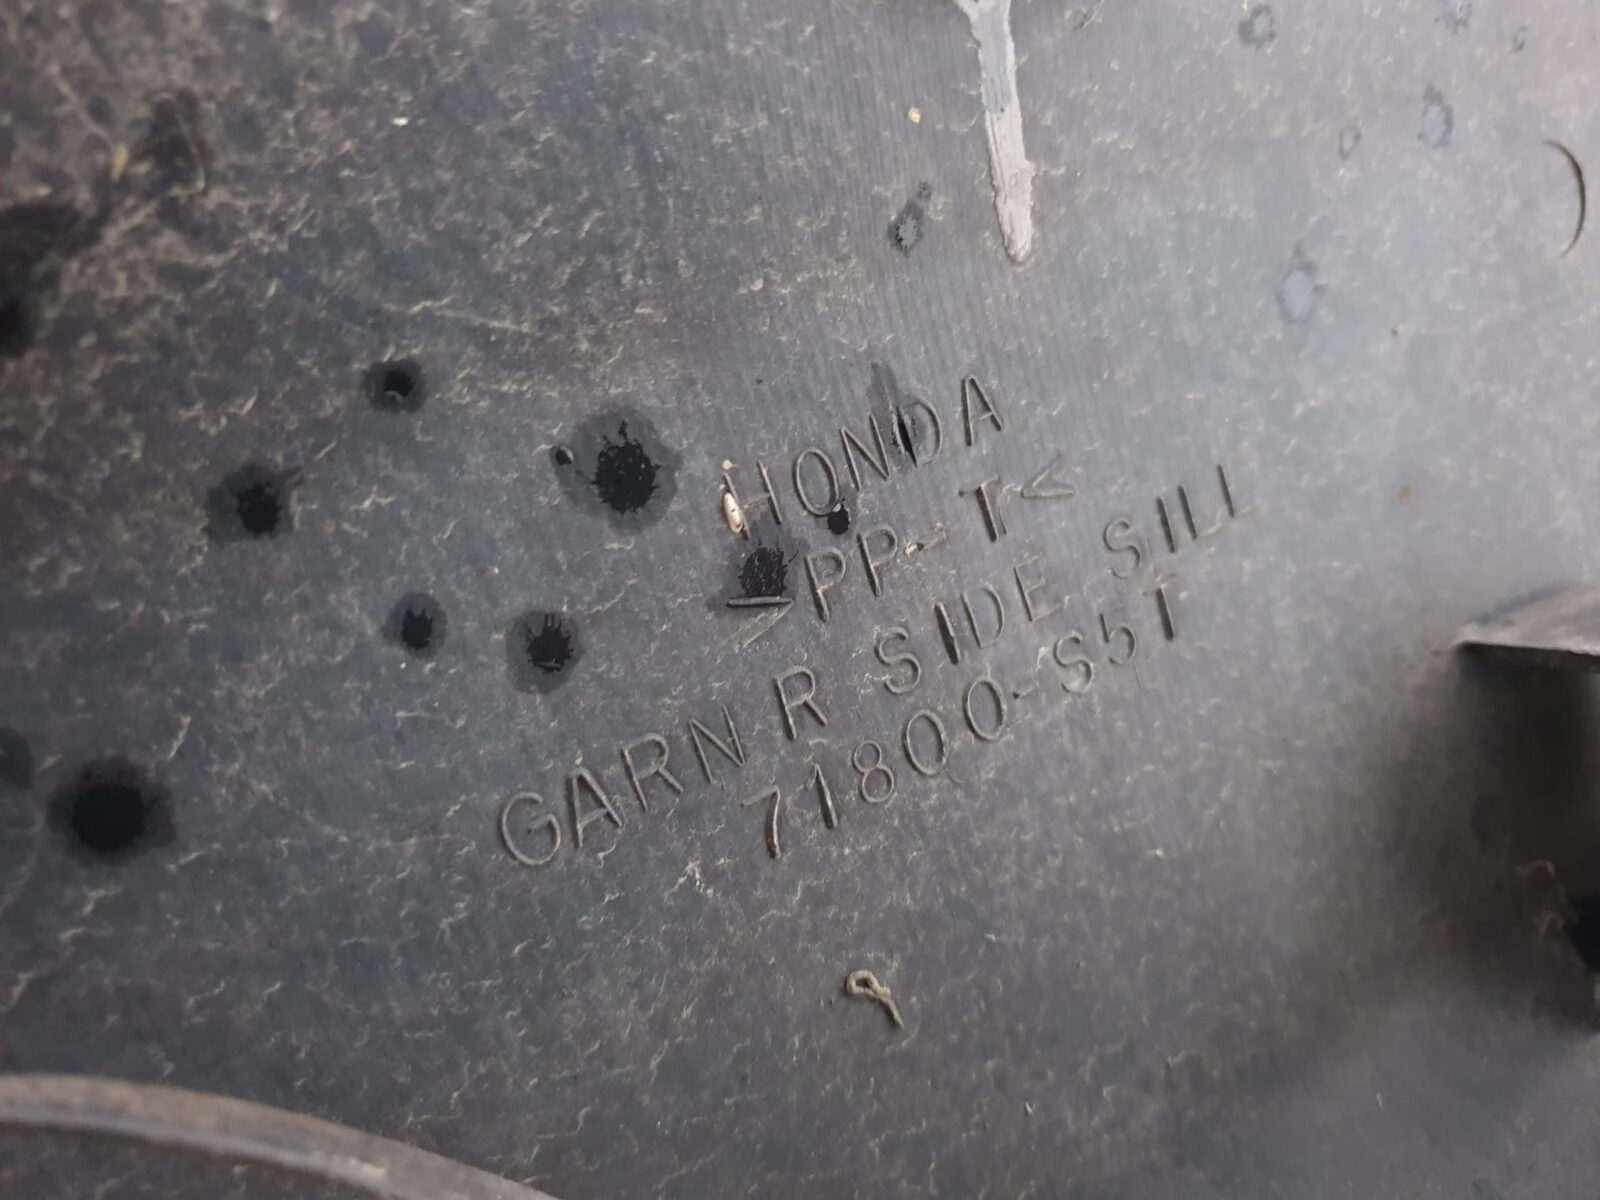 HONDA
>PP-T<
GARN R SIDE SILL
71800-S5T